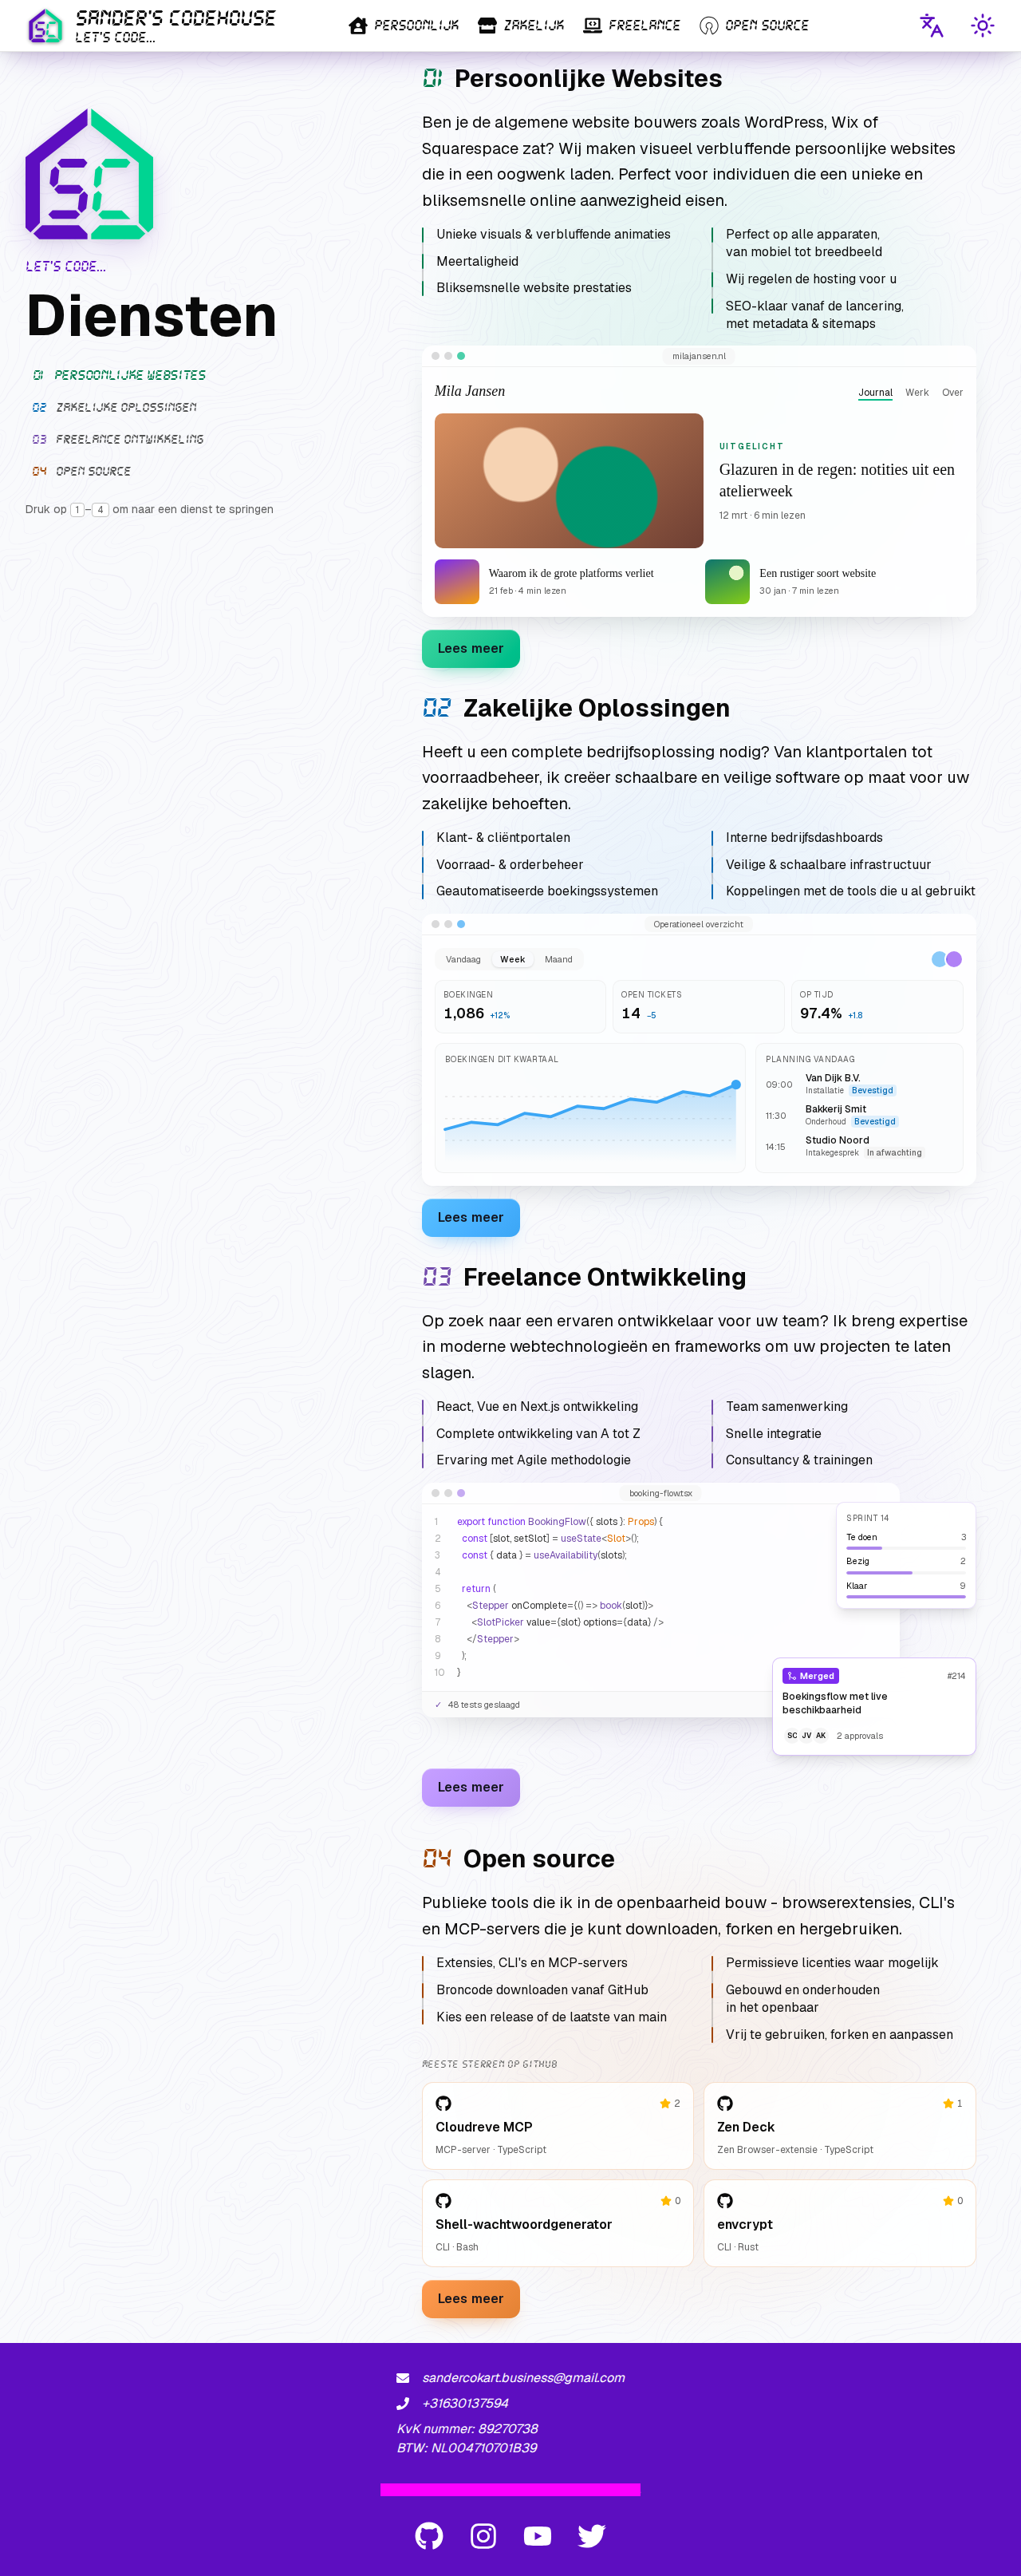 SANDER'S CODEHOUSE
LET'S CODE...
PERSOONLIJK
ZAKELIJK
FREELANCE
OPEN SOURCE
SC
LET'S CODE...
Diensten
01 PERSOONLIJKE WEBSITES
02 ZAKELIJKE OPLOSSINGEN
03 FREELANCE ONTWIKKELING
04 OPEN SOURCE
Druk op 1–4 om naar een dienst te springen
01 Persoonlijke Websites
Ben je de algemene website bouwers zoals WordPress, Wix of
Squarespace zat? Wij maken visueel verbluffende persoonlijke websites
die in een oogwenk laden. Perfect voor individuen die een unieke en
bliksemsnelle online aanwezigheid eisen.
Unieke visuals & verbluffende animaties
Meertaligheid
Bliksemsnelle website prestaties
Perfect op alle apparaten,
van mobiel tot breedbeeld
Wij regelen de hosting voor u
SEO-klaar vanaf de lancering,
met metadata & sitemaps
milajansen.nl
Mila Jansen
Journal Werk Over
UITGELICHT
Glazuren in de regen: notities uit een
atelierweek
12 mrt · 6 min lezen
Waarom ik de grote platforms verliet
21 feb · 4 min lezen
Een rustiger soort website
30 jan · 7 min lezen
Lees meer
02 Zakelijke Oplossingen
Heeft u een complete bedrijfsoplossing nodig? Van klantportalen tot
voorraadbeheer, ik creëer schaalbare en veilige software op maat voor uw
zakelijke behoeften.
Klant- & cliëntportalen
Voorraad- & orderbeheer
Geautomatiseerde boekingssystemen
Interne bedrijfsdashboards
Veilige & schaalbare infrastructuur
Koppelingen met de tools die u al gebruikt
Operationeel overzicht
Vandaag Week Maand
BOEKINGEN
1,086 +12%
OPEN TICKETS
14 -5
OP TIJD
97.4% +1.8
BOEKINGEN DIT KWARTAAL
PLANNING VANDAAG
09:00 Van Dijk B.V.
Installatie Bevestigd
11:30 Bakkerij Smit
Onderhoud Bevestigd
14:15 Studio Noord
Intakegesprek In afwachting
Lees meer
03 Freelance Ontwikkeling
Op zoek naar een ervaren ontwikkelaar voor uw team? Ik breng expertise
in moderne webtechnologieën en frameworks om uw projecten te laten
slagen.
React, Vue en Next.js ontwikkeling
Complete ontwikkeling van A tot Z
Ervaring met Agile methodologie
Team samenwerking
Snelle integratie
Consultancy & trainingen
booking-flow.tsx
1 export function BookingFlow({ slots }: Props) {
2 const [slot, setSlot] = useState<Slot>();
3 const { data } = useAvailability(slots);
4
5 return (
6 <Stepper onComplete={() => book(slot)}>
7 <SlotPicker value={slot} options={data} />
8 </Stepper>
9 );
10 }
✓ 48 tests geslaagd
SPRINT 14
Te doen 3
Bezig 2
Klaar 9
Merged #214
Boekingsflow met live
beschikbaarheid
SC JV AK 2 approvals
Lees meer
04 Open source
Publieke tools die ik in de openbaarheid bouw - browserextensies, CLI's
en MCP-servers die je kunt downloaden, forken en hergebruiken.
Extensies, CLI's en MCP-servers
Broncode downloaden vanaf GitHub
Kies een release of de laatste van main
Permissieve licenties waar mogelijk
Gebouwd en onderhouden
in het openbaar
Vrij te gebruiken, forken en aanpassen
MEESTE STERREN OP GITHUB
2
Cloudreve MCP
MCP-server · TypeScript
1
Zen Deck
Zen Browser-extensie · TypeScript
0
Shell-wachtwoordgenerator
CLI · Bash
0
envcrypt
CLI · Rust
Lees meer
sandercokart.business@gmail.com
+31630137594
KvK nummer: 89270738
BTW: NL004710701B39